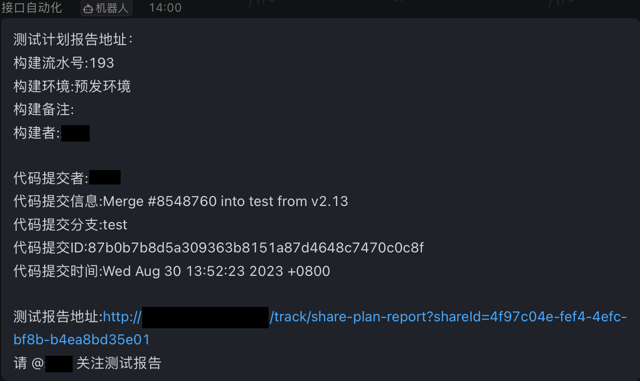 接口自动化 机器人 14:00
测试计划报告地址:
构建流水号:193
构建环境:预发环境
构建备注:
构建者:
代码提交者:
代码提交信息:Merge #8548760 into test from v2.13
代码提交分支:test
代码提交ID:87b0b7b8d5a309363b8151a87d4648c7470c0c8f
代码提交时间:Wed Aug 30 13:52:23 2023 +0800
测试报告地址:http:// /track/share-plan-report?shareId=4f97c04e-fef4-4efc-
bf8b-b4ea8bd35e01
请 @ 关注测试报告